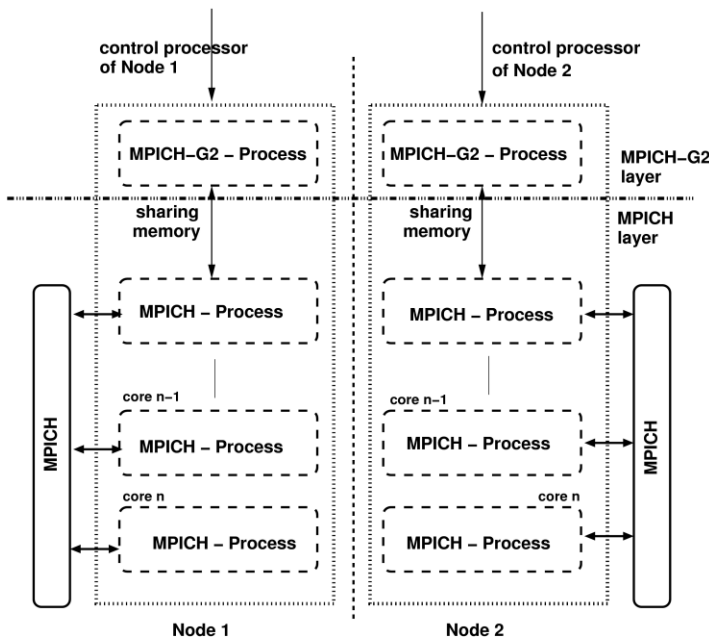 control processor
of Node 1
control processor
of Node 2
MPICH–G2 – Process
MPICH–G2 – Process
MPICH–G2
layer
sharing
memory
sharing
memory
MPICH
layer
MPICH – Process
MPICH – Process
core n–1
core n–1
MPICH – Process
MPICH – Process
MPICH
MPICH
core n
core n
MPICH – Process
MPICH – Process
Node 1
Node 2